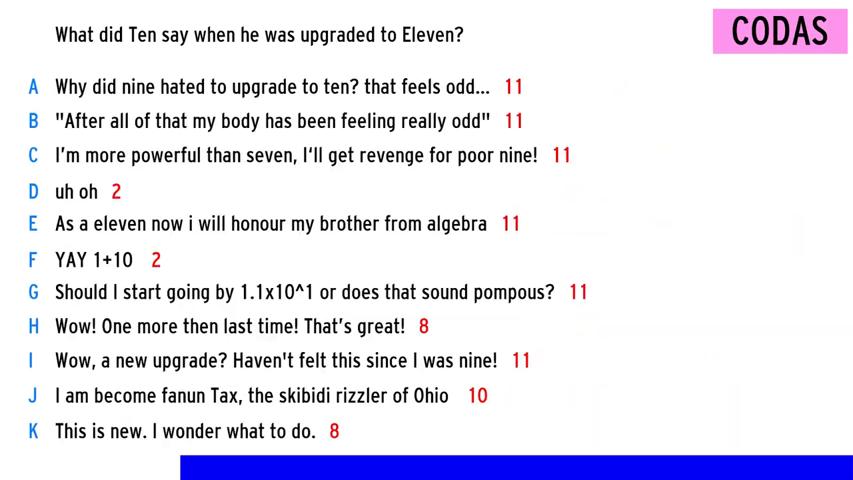 What did Ten say when he was upgraded to Eleven?
CODAS
A Why did nine hated to upgrade to ten? that feels odd... 11
B "After all of that my body has been feeling really odd" 11
C I'm more powerful than seven, I'll get revenge for poor nine! 11
D uh oh 2
E As a eleven now i will honour my brother from algebra 11
F YAY 1+10 2
G Should I start going by 1.1x10^1 or does that sound pompous? 11
H Wow! One more then last time! That's great! 8
I Wow, a new upgrade? Haven't felt this since I was nine! 11
J I am become fanun Tax, the skibidi rizzler of Ohio 10
K This is new. I wonder what to do. 8